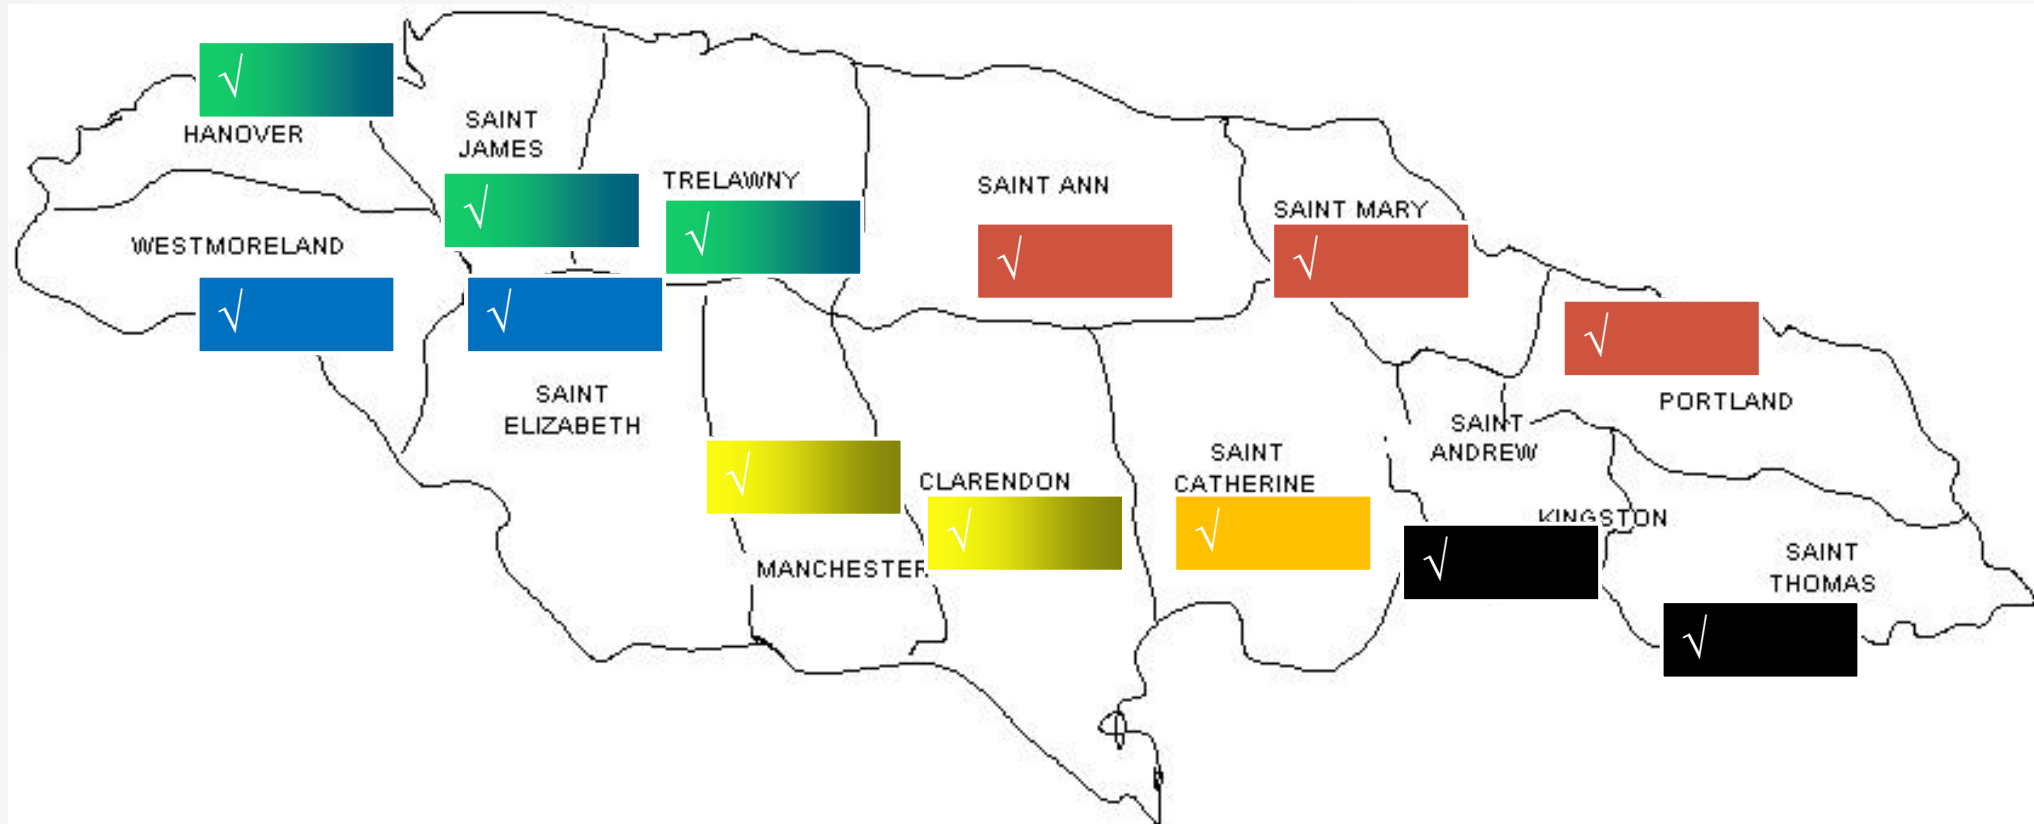 √
HANOVER
SAINT
JAMES
√
TRELAWNY
√
SAINT ANN
√
SAINT MARY
√
WESTMORELAND
√
√
SAINT
ELIZABETH
√
PORTLAND
SAINT
ANDREW
√
MANCHESTER
CLARENDON
√
SAINT
CATHERINE
√
KINGSTON
√
SAINT
THOMAS
√